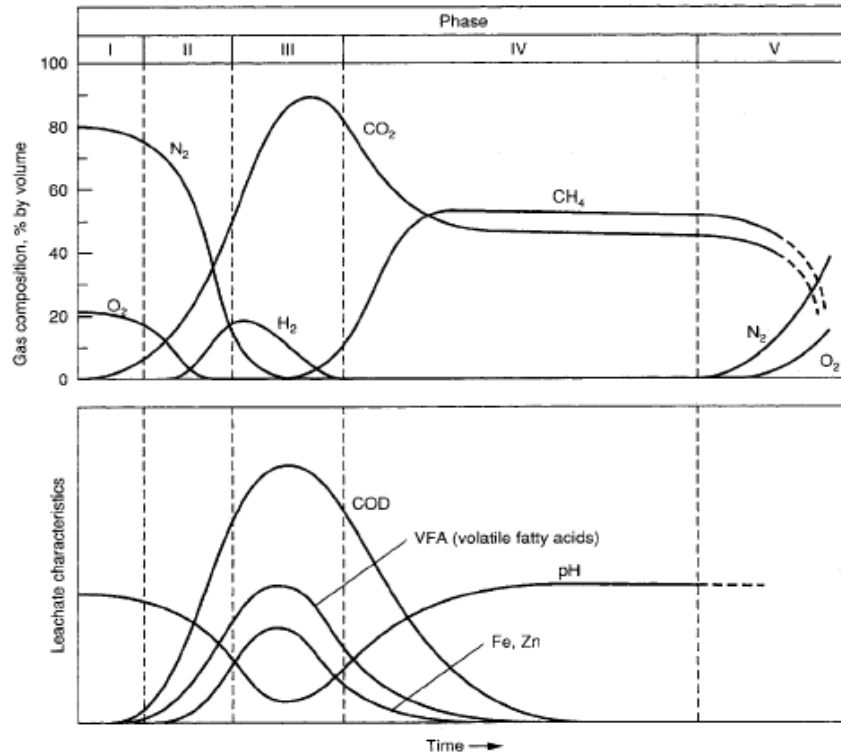 Phase
I II III IV V
100
80
60
40
20
0
Gas composition, % by volume
N₂
O₂
H₂
CO₂
CH₄
N₂
O₂
Leachate characteristics
COD
VFA (volatile fatty acids)
pH
Fe, Zn
Time →